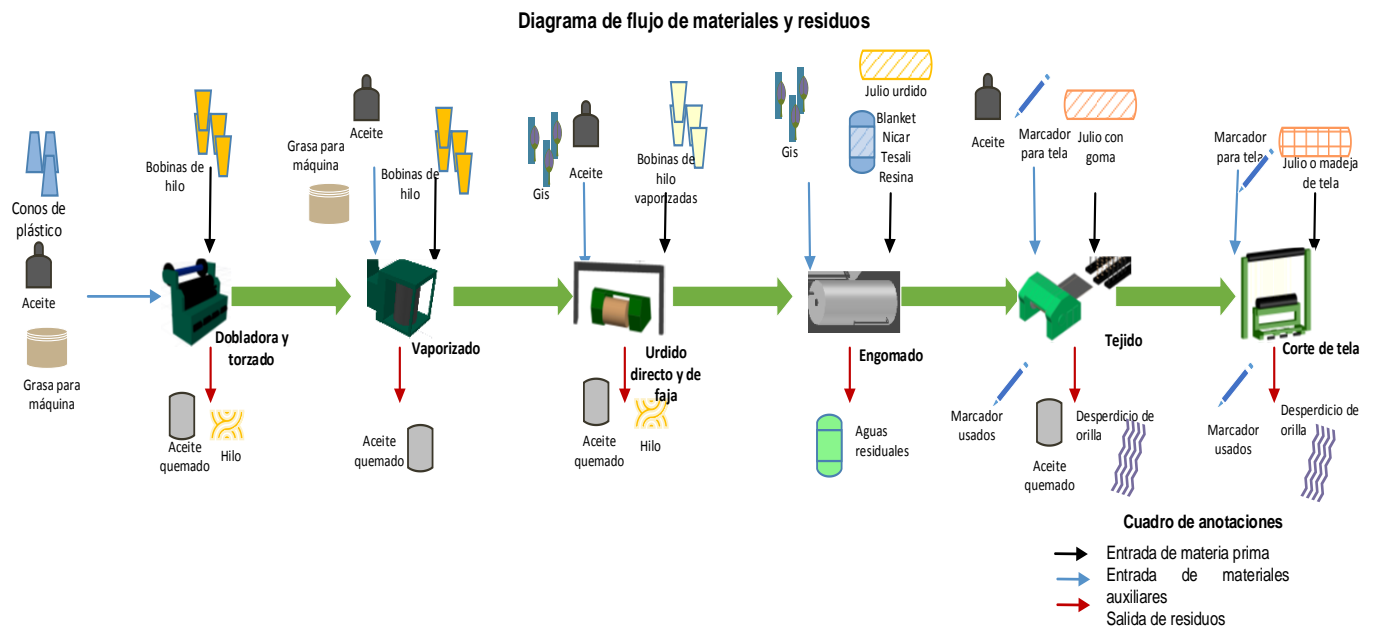 Diagrama de flujo de materiales y residuos
Conos de
plástico
Aceite
Grasa para
máquina
Bobinas de
hilo
Dobladora y
torzado
Aceite
quemado
Hilo
Aceite
Grasa para
máquina
Bobinas de
hilo
Vaporizado
Aceite
quemado
Gis
Aceite
Bobinas de
hilo
vaporizadas
Urdido
directo y de
faja
Aceite
quemado
Hilo
Gis
Julio urdido
Blanket
Nicar
Tesali
Resina
Engomado
Aguas
residuales
Aceite
Marcador
para tela
Julio con
goma
Tejido
Marcador
usados
Aceite
quemado
Desperdicio de
orilla
Marcador
para tela
Julio o madeja
de tela
Corte de tela
Marcador
usados
Desperdicio de
orilla
Cuadro de anotaciones
Entrada de materia prima
Entrada de materiales
auxiliares
Salida de residuos